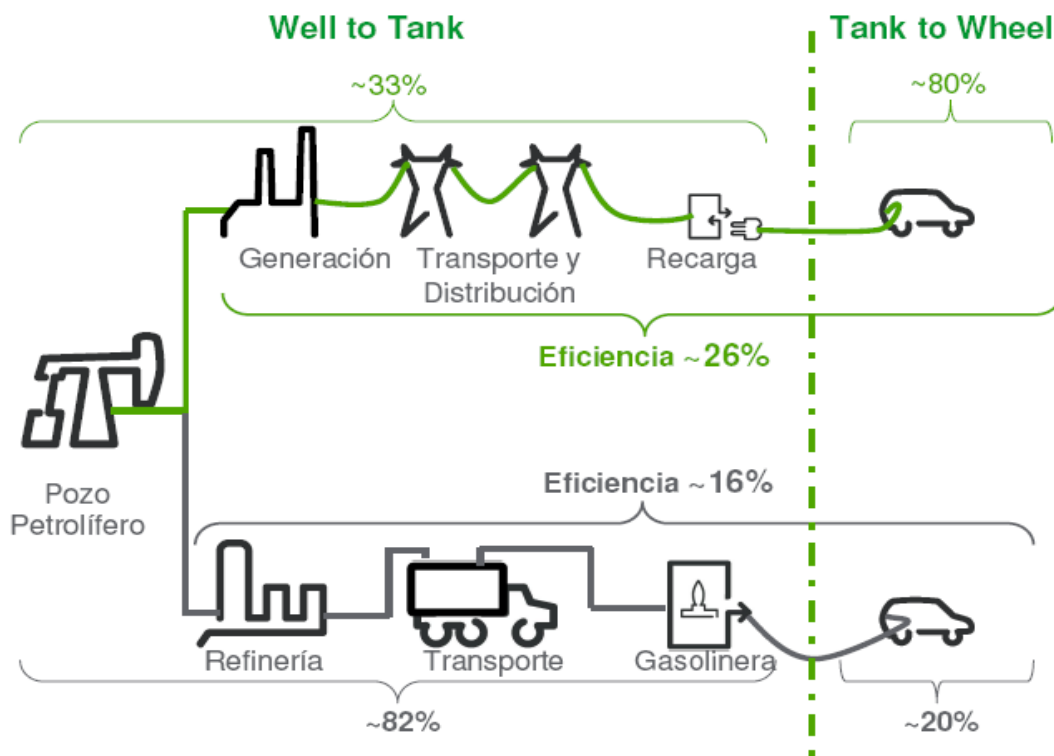 Well to Tank
Tank to Wheel
~33%
~80%
Generación
Transporte y
Distribución
Recarga
Eficiencia ~26%
Pozo
Petrolífero
Eficiencia ~16%
Refinería
Transporte
Gasolinera
~82%
~20%